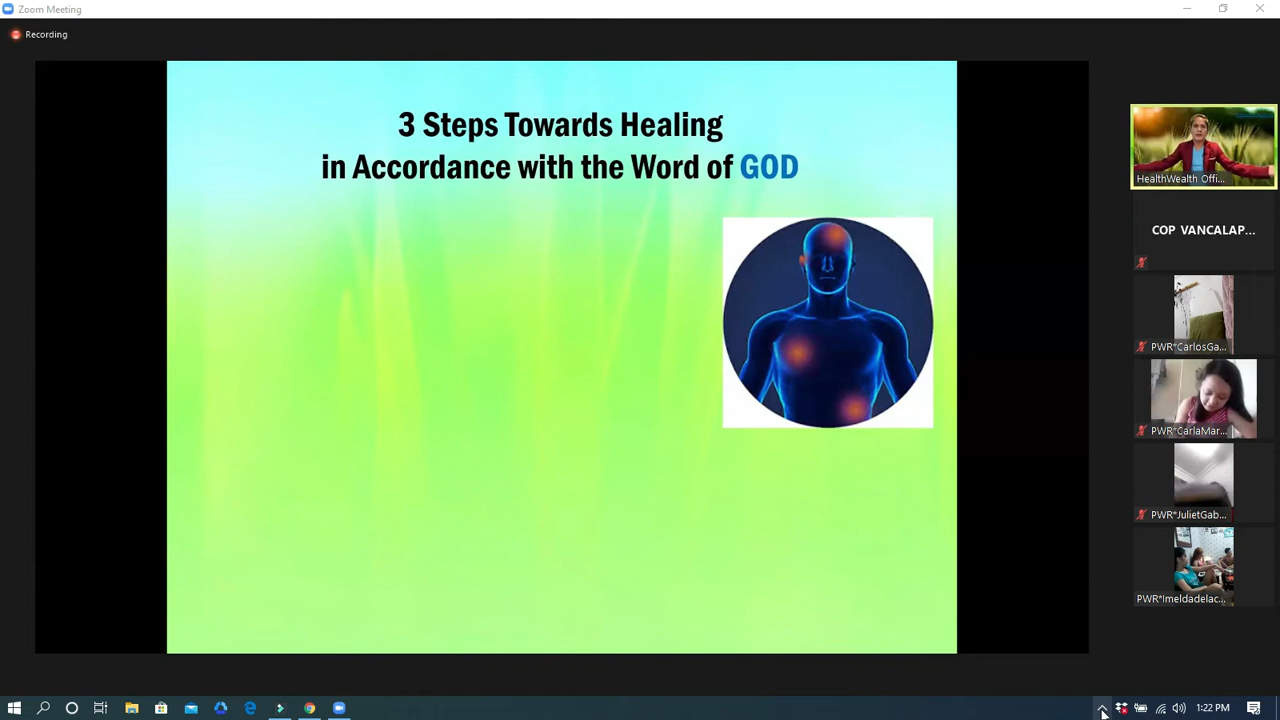 Zoom Meeting
Recording
3 Steps Towards Healing
in Accordance with the Word of GOD
HealthWealth Offi...
COP VANCALAP...
PWR*CarlosGa...
PWR*CarlaMar...
PWR*JulietGab...
PWR*Imeldadelac...
1:22 PM